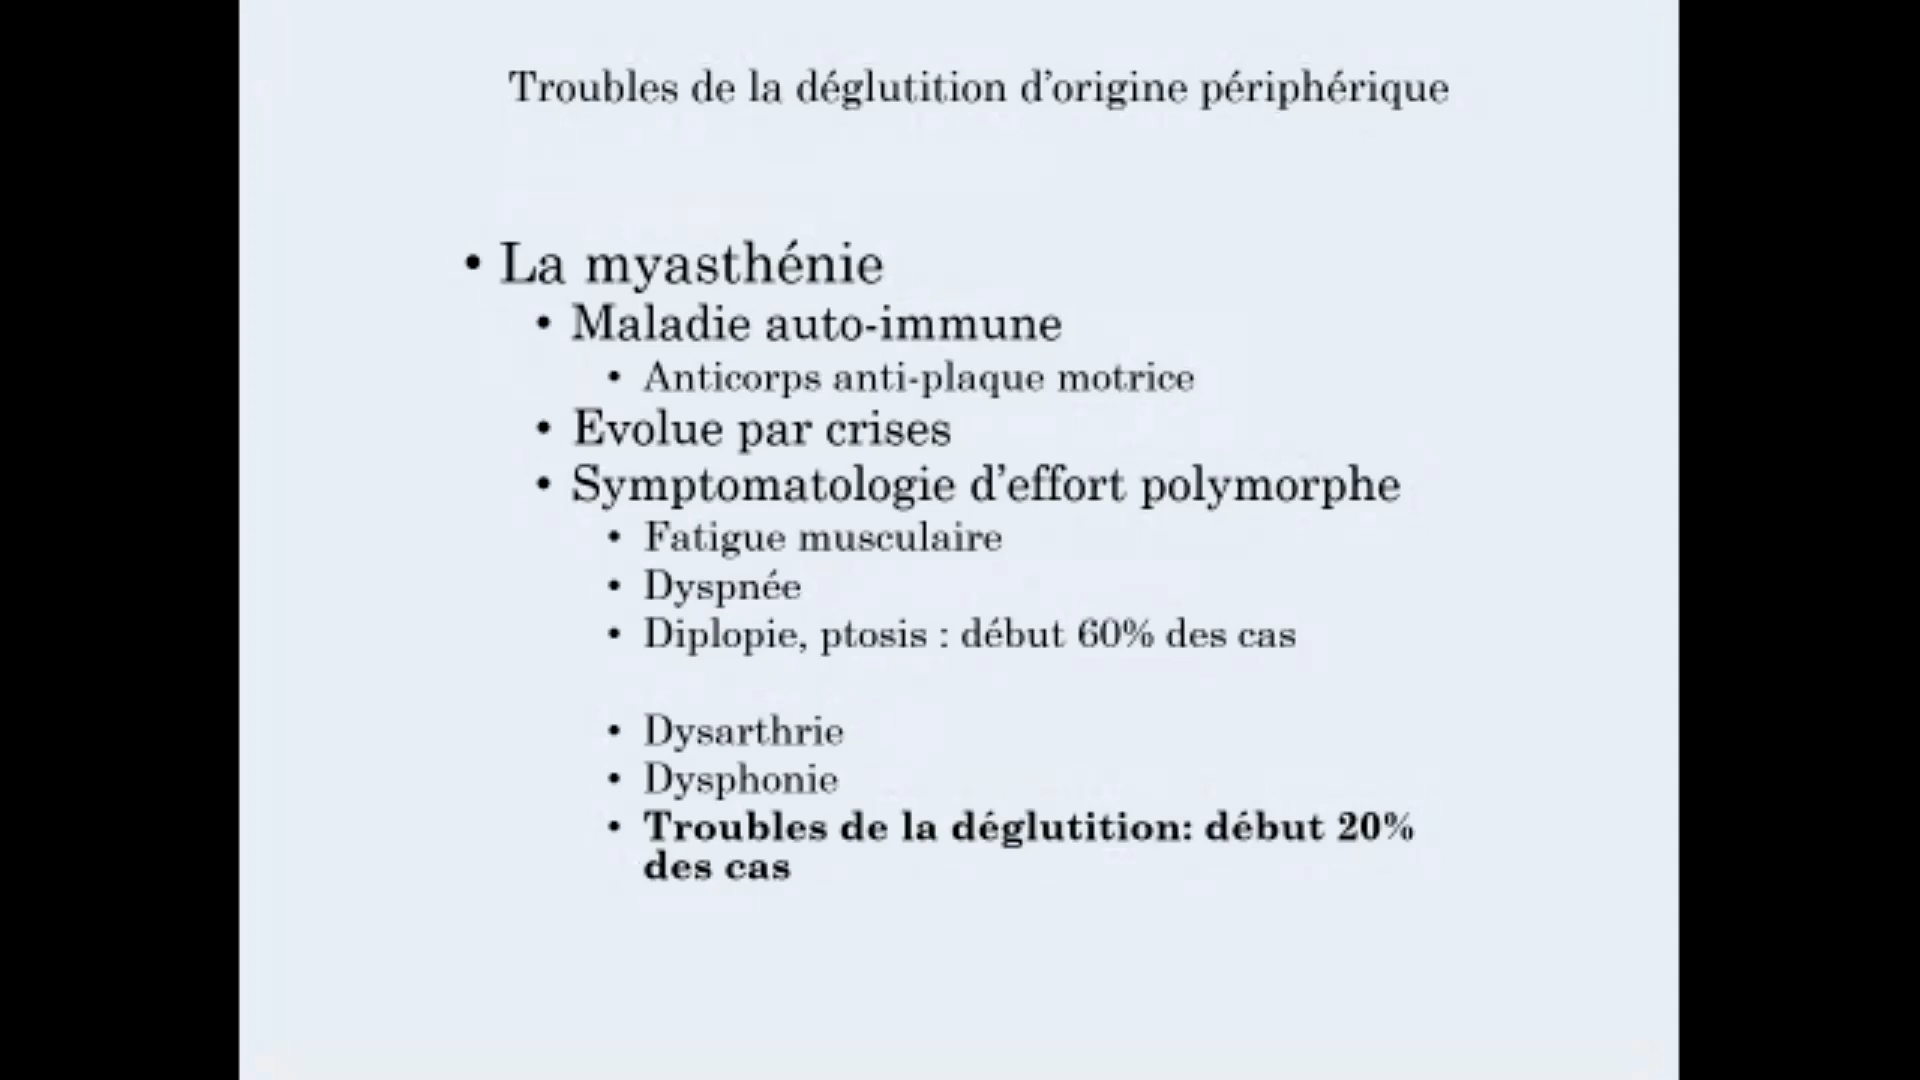 Troubles de la déglutition d’origine périphérique
• La myasthénie
• Maladie auto-immune
• Anticorps anti-plaque motrice
• Evolue par crises
• Symptomatologie d’effort polymorphe
• Fatigue musculaire
• Dyspnée
• Diplopie, ptosis : début 60% des cas
• Dysarthrie
• Dysphonie
• Troubles de la déglutition: début 20%
des cas